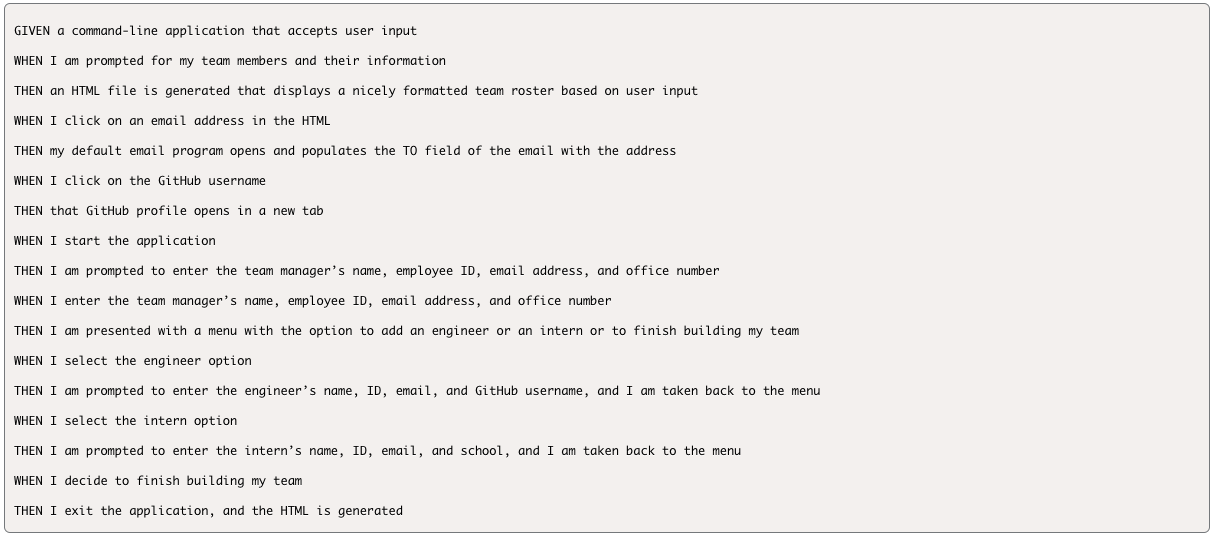 GIVEN a command-line application that accepts user input
WHEN I am prompted for my team members and their information
THEN an HTML file is generated that displays a nicely formatted team roster based on user input
WHEN I click on an email address in the HTML
THEN my default email program opens and populates the TO field of the email with the address
WHEN I click on the GitHub username
THEN that GitHub profile opens in a new tab
WHEN I start the application
THEN I am prompted to enter the team manager’s name, employee ID, email address, and office number
WHEN I enter the team manager’s name, employee ID, email address, and office number
THEN I am presented with a menu with the option to add an engineer or an intern or to finish building my team
WHEN I select the engineer option
THEN I am prompted to enter the engineer’s name, ID, email, and GitHub username, and I am taken back to the menu
WHEN I select the intern option
THEN I am prompted to enter the intern’s name, ID, email, and school, and I am taken back to the menu
WHEN I decide to finish building my team
THEN I exit the application, and the HTML is generated